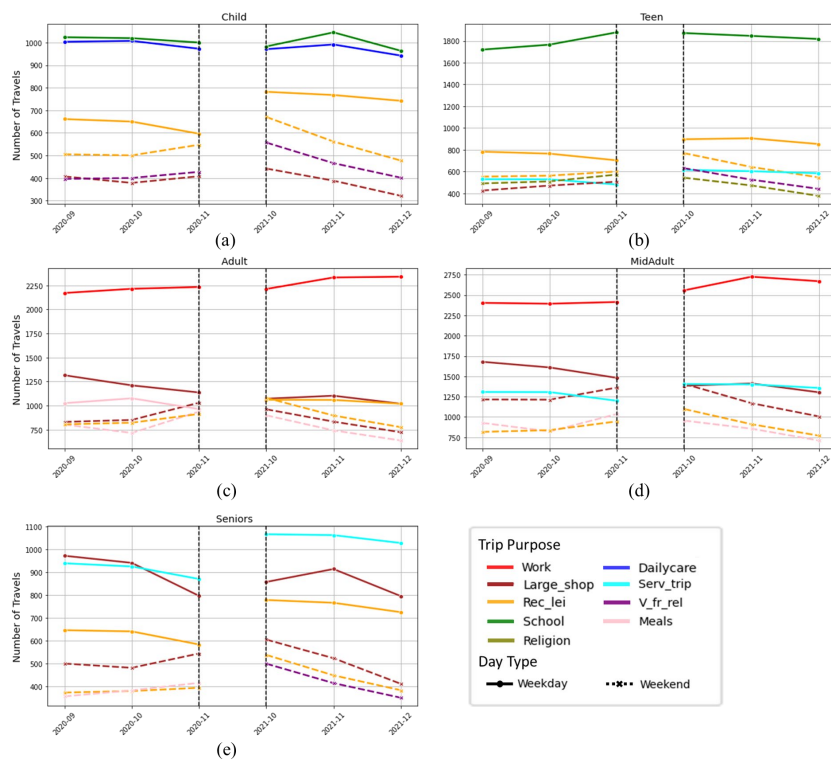 Child
Number of Travels
1000
900
800
700
600
500
400
300
2020-09
2020-10
2020-11
2021-10
2021-11
2021-12
(a)
Teen
1800
1600
1400
1200
1000
800
600
400
2020-09
2020-10
2020-11
2021-10
2021-11
2021-12
(b)
Adult
Number of Travels
2250
2000
1750
1500
1250
1000
750
2020-09
2020-10
2020-11
2021-10
2021-11
2021-12
(c)
MidAdult
2750
2500
2250
2000
1750
1500
1250
1000
750
2020-09
2020-10
2020-11
2021-10
2021-11
2021-12
(d)
Seniors
Number of Travels
1100
1000
900
800
700
600
500
400
2020-09
2020-10
2020-11
2021-10
2021-11
2021-12
(e)
Trip Purpose
Work
Large_shop
Rec_lei
School
Religion
Dailycare
Serv_trip
V_fr_rel
Meals
Day Type
Weekday
Weekend